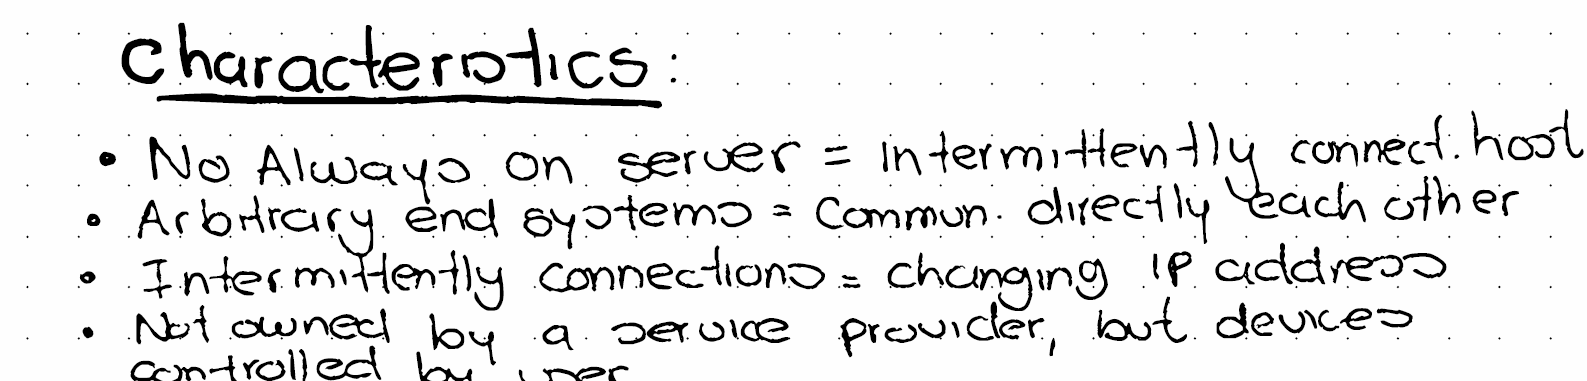 Characteristics:
• No Always on server = intermittently connect. host
• Arbitrary end systems = Commun. directly each other
• Intermittently connections = changing IP address
• Not owned by a service provider, but devices
controlled by user